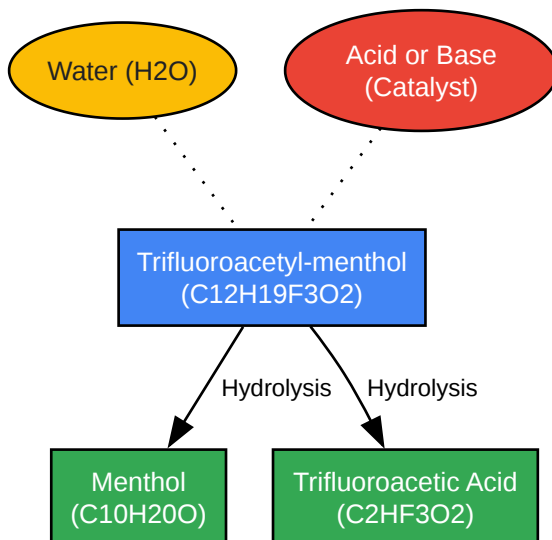 Water (H2O)
Acid or Base
(Catalyst)
Trifluoroacetyl-menthol
(C12H19F3O2)
Hydrolysis
Hydrolysis
Menthol
(C10H20O)
Trifluoroacetic Acid
(C2HF3O2)